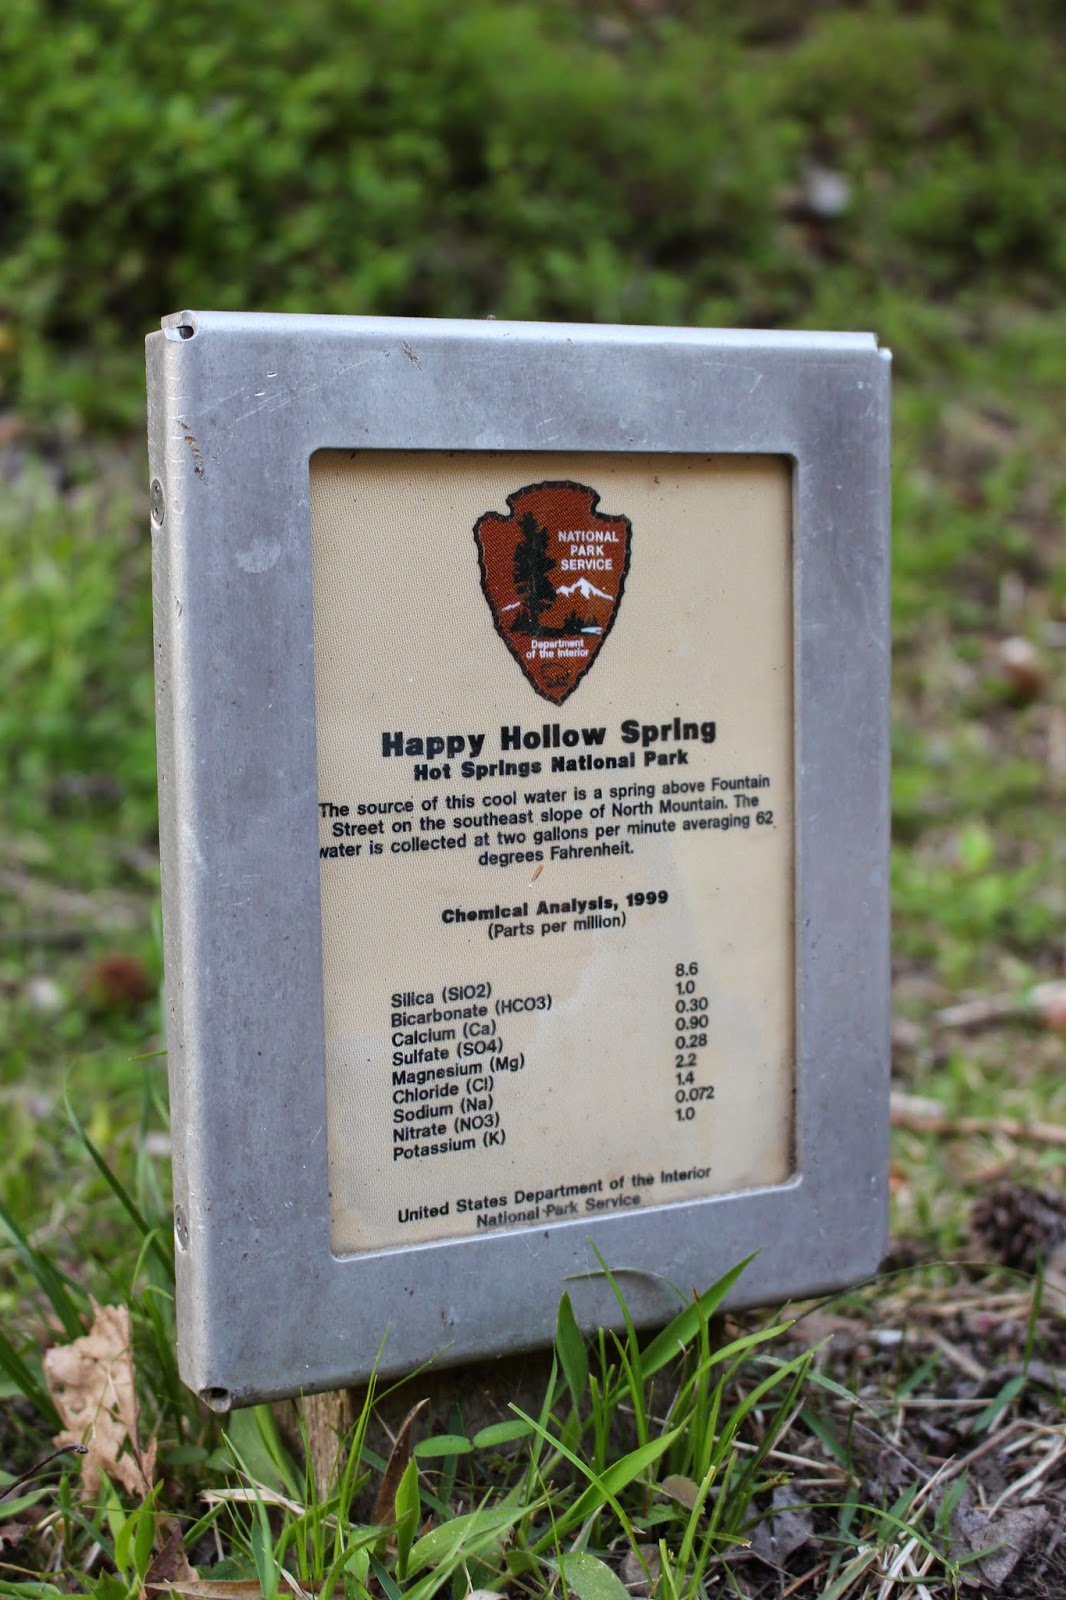 NATIONAL
PARK
SERVICE
Department
of the Interior
Happy Hollow Spring
Hot Springs National Park
The source of this cool water is a spring above Fountain
Street on the southeast slope of North Mountain. The
water is collected at two gallons per minute averaging 62
degrees Fahrenheit.
Chemical Analysis, 1999
(Parts per million)
Silica (SiO2) 8.6
Bicarbonate (HCO3) 1.0
Calcium (Ca) 0.30
Sulfate (SO4) 0.90
Magnesium (Mg) 0.28
Chloride (Cl) 2.2
Sodium (Na) 1.4
Nitrate (NO3) 0.072
Potassium (K) 1.0
United States Department of the Interior
National Park Service